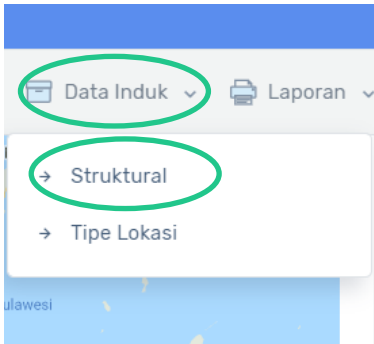 Data Induk Laporan
Struktural
Tipe Lokasi
ulawesi